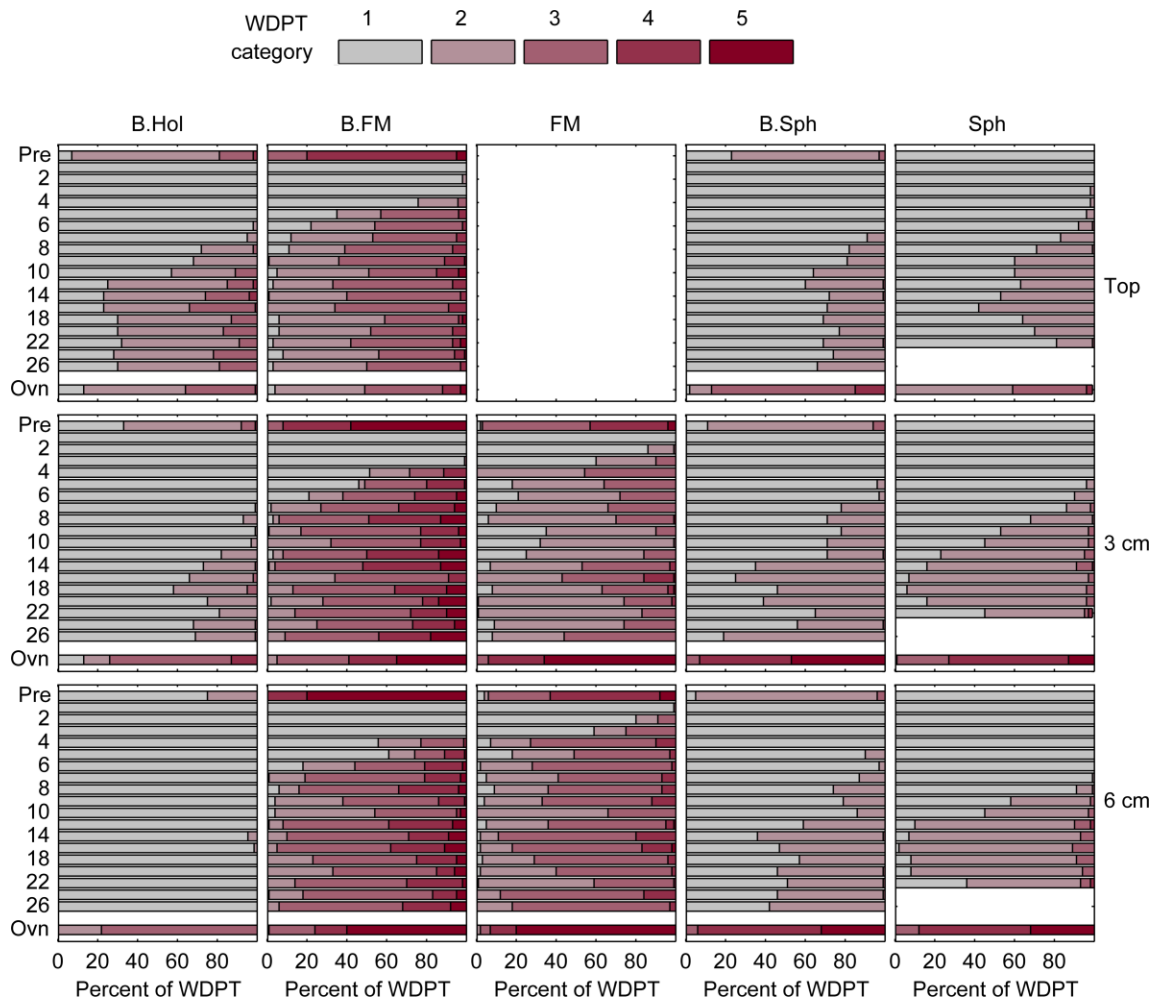 WDPT category 1 2 3 4 5
B.Hol B.FM FM B.Sph Sph
Pre
2
4
6
8
10
14
18
22
26
Ovn
Top
Pre
2
4
6
8
10
14
18
22
26
Ovn
3 cm
Pre
2
4
6
8
10
14
18
22
26
Ovn
6 cm
0 20 40 60 80 0 20 40 60 80 0 20 40 60 80 0 20 40 60 80 0 20 40 60 80
Percent of WDPT Percent of WDPT Percent of WDPT Percent of WDPT Percent of WDPT